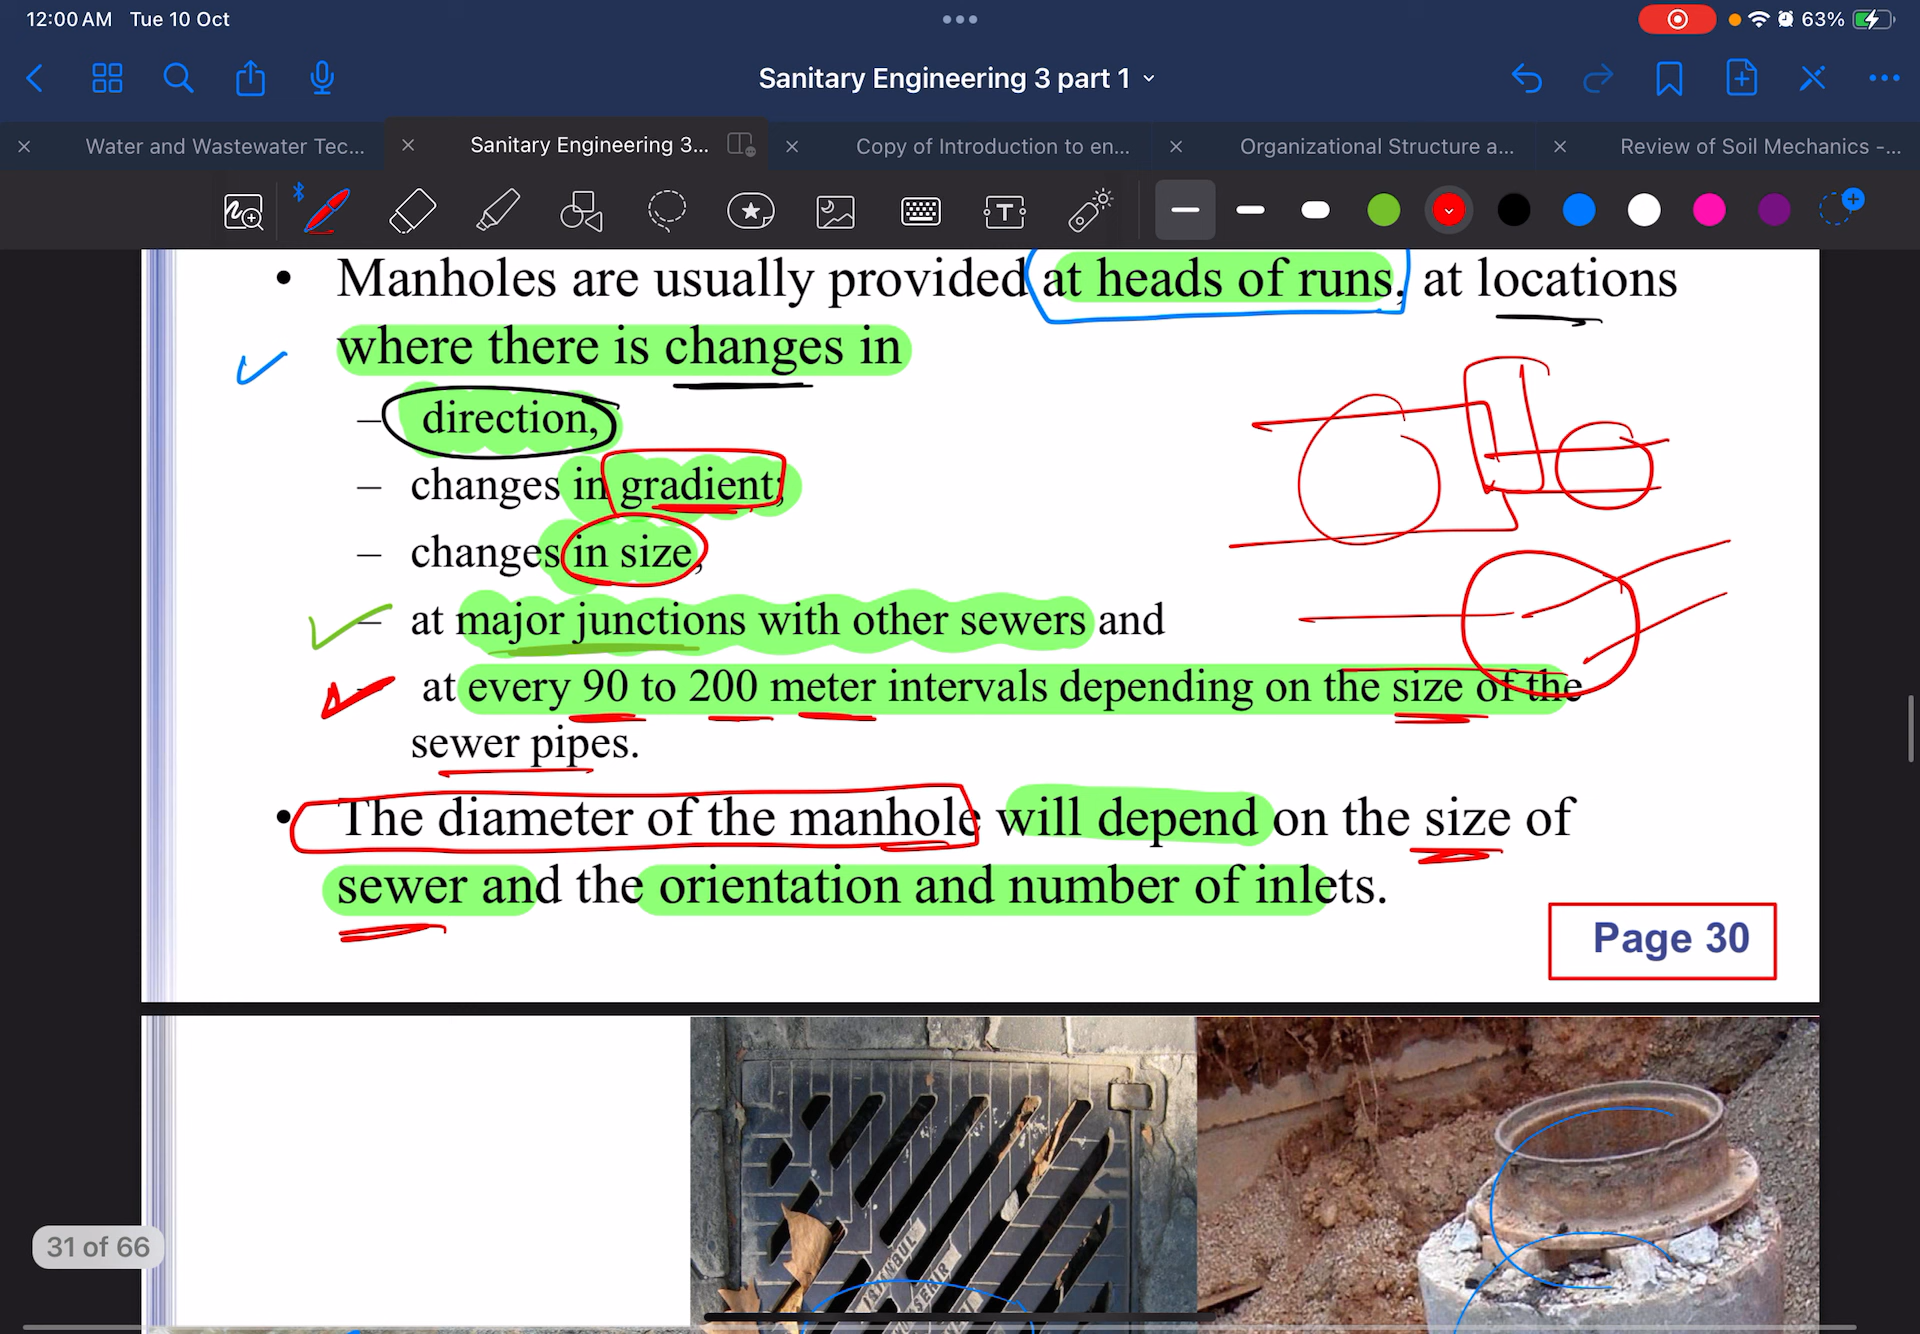 12:00 AM Tue 10 Oct
63%
Sanitary Engineering 3 part 1
Water and Wastewater Tec...
Sanitary Engineering 3...
Copy of Introduction to en...
Organizational Structure a...
Review of Soil Mechanics -...
• Manholes are usually provided at heads of runs, at locations
where there is changes in
– direction,
– changes in gradient;
– changes in size,
– at major junctions with other sewers and
– at every 90 to 200 meter intervals depending on the size of the
sewer pipes.
• The diameter of the manhole will depend on the size of
sewer and the orientation and number of inlets.
Page 30
31 of 66